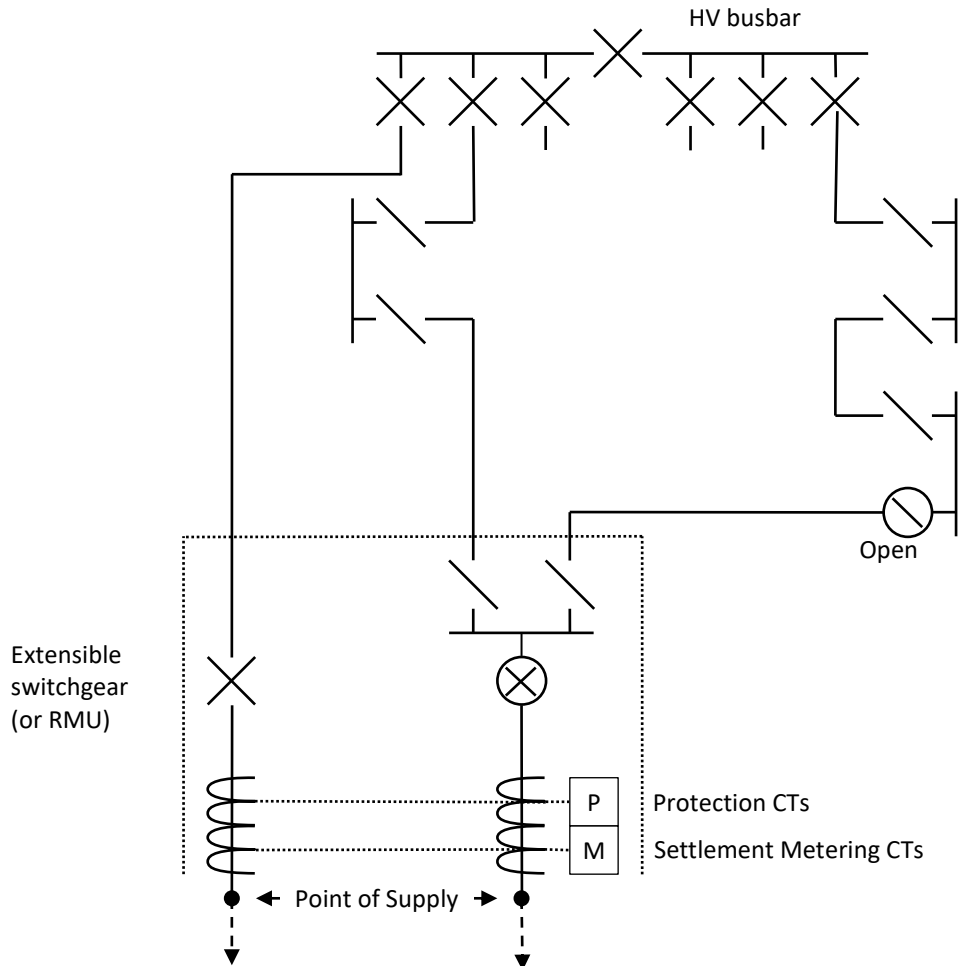 HV busbar
Open
Extensible
switchgear
(or RMU)
P
Protection CTs
M
Settlement Metering CTs
Point of Supply